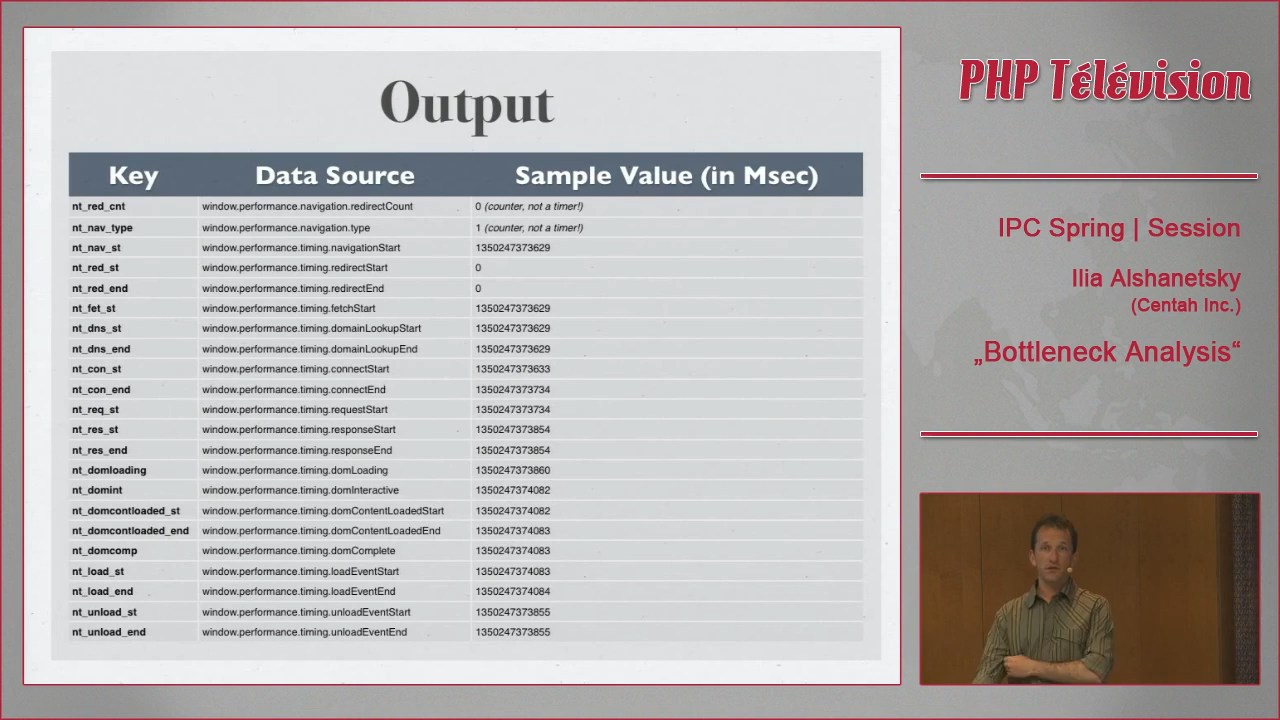 Output
Key Data Source Sample Value (in Msec)
nt_red_cnt window.performance.navigation.redirectCount 0 (counter, not a timer!)
nt_nav_type window.performance.navigation.type 1 (counter, not a timer!)
nt_nav_st window.performance.timing.navigationStart 1350247373629
nt_red_st window.performance.timing.redirectStart 0
nt_red_end window.performance.timing.redirectEnd 0
nt_fet_st window.performance.timing.fetchStart 1350247373629
nt_dns_st window.performance.timing.domainLookupStart 1350247373629
nt_dns_end window.performance.timing.domainLookupEnd 1350247373629
nt_con_st window.performance.timing.connectStart 1350247373633
nt_con_end window.performance.timing.connectEnd 1350247373734
nt_req_st window.performance.timing.requestStart 1350247373734
nt_res_st window.performance.timing.responseStart 1350247373854
nt_res_end window.performance.timing.responseEnd 1350247373854
nt_domloading window.performance.timing.domLoading 1350247373860
nt_domint window.performance.timing.domInteractive 1350247374082
nt_domcontloaded_st window.performance.timing.domContentLoadedStart 1350247374082
nt_domcontloaded_end window.performance.timing.domContentLoadedEnd 1350247374083
nt_domcomp window.performance.timing.domComplete 1350247374083
nt_load_st window.performance.timing.loadEventStart 1350247374083
nt_load_end window.performance.timing.loadEventEnd 1350247374084
nt_unload_st window.performance.timing.unloadEventStart 1350247373855
nt_unload_end window.performance.timing.unloadEventEnd 1350247373855
PHP Télévision
IPC Spring | Session
Ilia Alshanetsky
(Centah Inc.)
„Bottleneck Analysis“